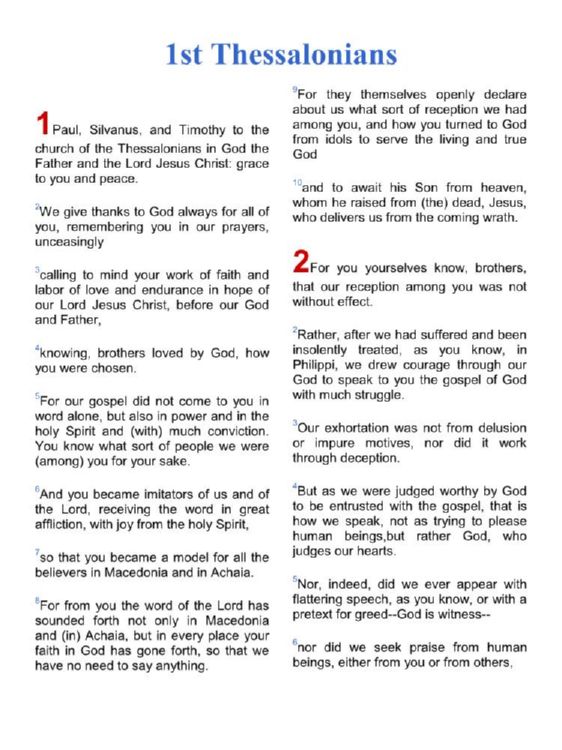 1st Thessalonians
1Paul, Silvanus, and Timothy to the
church of the Thessalonians in God the
Father and the Lord Jesus Christ: grace
to you and peace.
2We give thanks to God always for all of
you, remembering you in our prayers,
unceasingly
3calling to mind your work of faith and
labor of love and endurance in hope of
our Lord Jesus Christ, before our God
and Father,
4knowing, brothers loved by God, how
you were chosen.
5For our gospel did not come to you in
word alone, but also in power and in the
holy Spirit and (with) much conviction.
You know what sort of people we were
(among) you for your sake.
6And you became imitators of us and of
the Lord, receiving the word in great
affliction, with joy from the holy Spirit,
7so that you became a model for all the
believers in Macedonia and in Achaia.
8For from you the word of the Lord has
sounded forth not only in Macedonia
and (in) Achaia, but in every place your
faith in God has gone forth, so that we
have no need to say anything.
9For they themselves openly declare
about us what sort of reception we had
among you, and how you turned to God
from idols to serve the living and true
God
10and to await his Son from heaven,
whom he raised from (the) dead, Jesus,
who delivers us from the coming wrath.
2For you yourselves know, brothers,
that our reception among you was not
without effect.
2Rather, after we had suffered and been
insolently treated, as you know, in
Philippi, we drew courage through our
God to speak to you the gospel of God
with much struggle.
3Our exhortation was not from delusion
or impure motives, nor did it work
through deception.
4But as we were judged worthy by God
to be entrusted with the gospel, that is
how we speak, not as trying to please
human beings,but rather God, who
judges our hearts.
5Nor, indeed, did we ever appear with
flattering speech, as you know, or with a
pretext for greed--God is witness--
6nor did we seek praise from human
beings, either from you or from others,